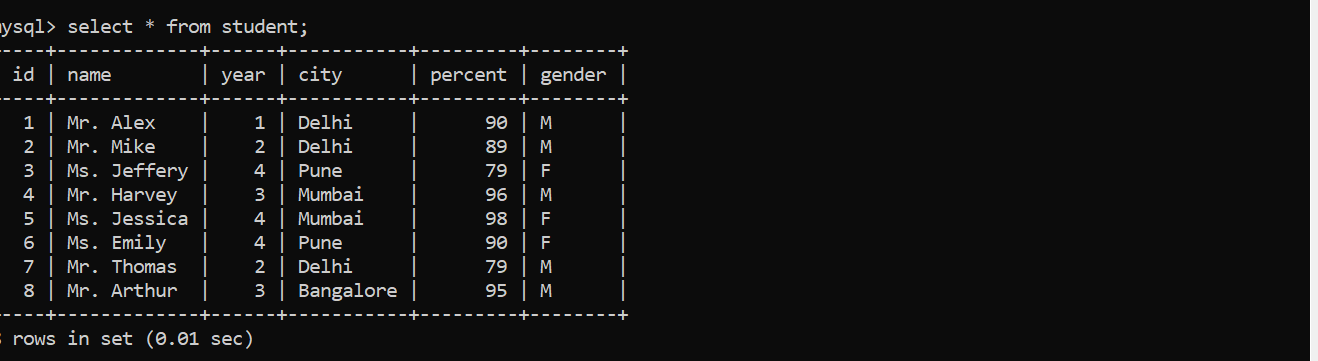 mysql> select * from student;
-----+-------------+------+-----------+---------+--------+
id | name        | year | city      | percent | gender |
-----+-------------+------+-----------+---------+--------+
1 | Mr. Alex    |    1 | Delhi     |      90 | M      |
2 | Mr. Mike    |    2 | Delhi     |      89 | M      |
3 | Ms. Jeffery |    4 | Pune      |      79 | F      |
4 | Mr. Harvey  |    3 | Mumbai    |      96 | M      |
5 | Ms. Jessica |    4 | Mumbai    |      98 | F      |
6 | Ms. Emily   |    4 | Pune      |      90 | F      |
7 | Mr. Thomas  |    2 | Delhi     |      79 | M      |
8 | Mr. Arthur  |    3 | Bangalore |      95 | M      |
-----+-------------+------+-----------+---------+--------+
rows in set (0.01 sec)